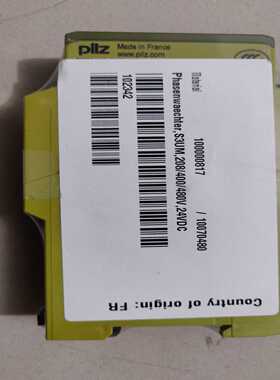 pilz
Made in France
www.pilz.com
Material
100000817 / 10070480
Phasenwaechter,S3UM,208/400/480V,24VDC
102342
Country of origin: FR